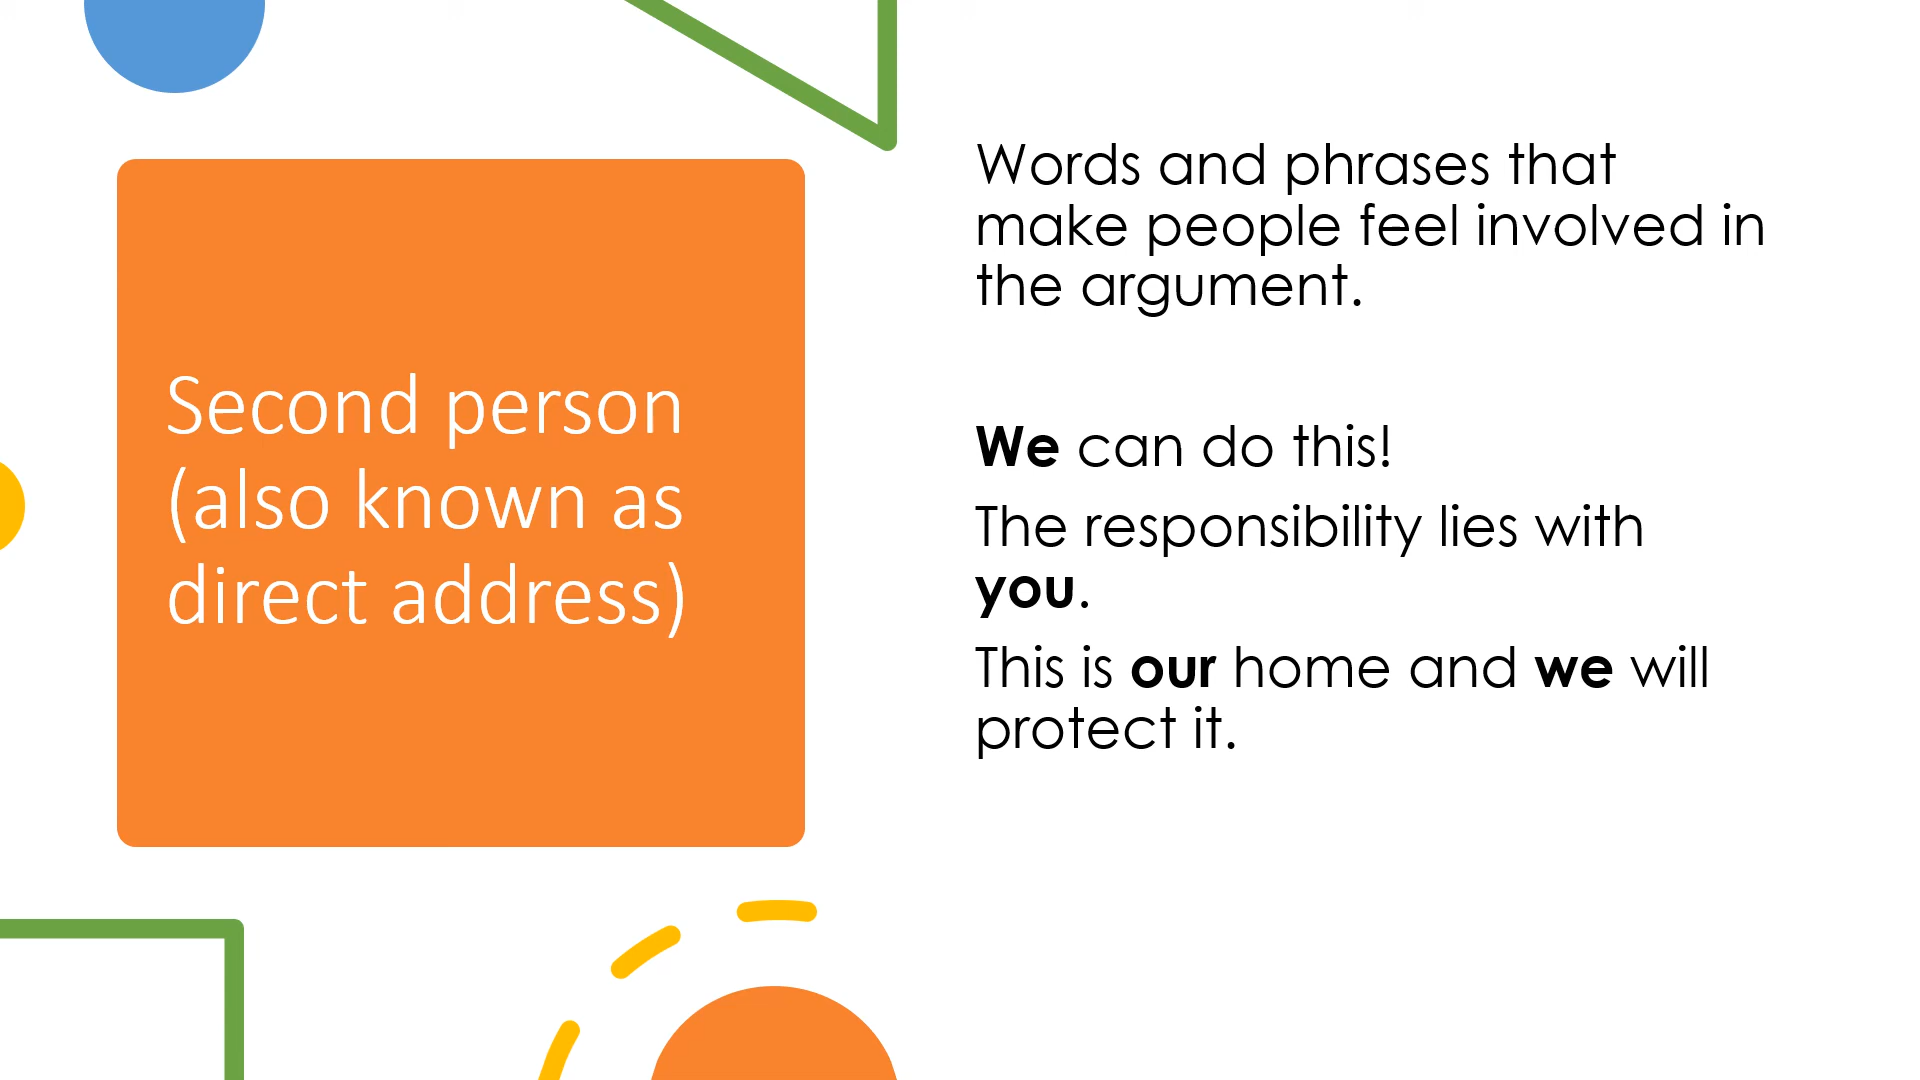 Second person
(also known as
direct address)
Words and phrases that
make people feel involved in
the argument.
We can do this!
The responsibility lies with
you.
This is our home and we will
protect it.